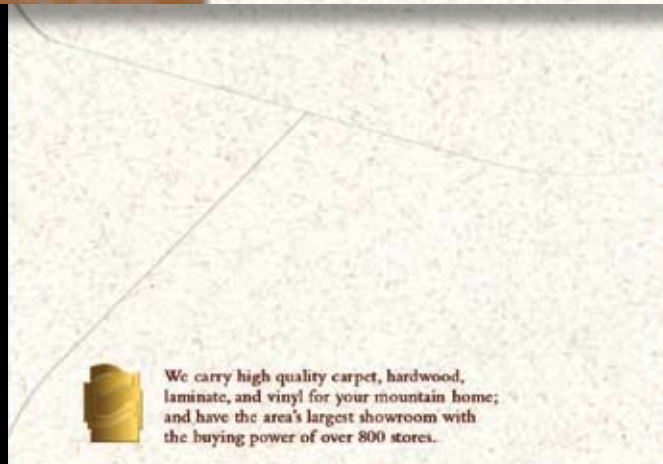 We carry high quality carpet, hardwood,
laminate, and vinyl for your mountain home;
and have the area's largest showroom with
the buying power of over 800 stores.